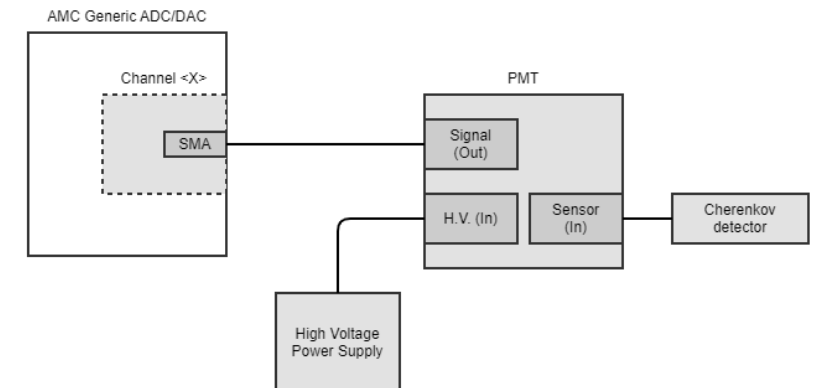 AMC Generic ADC/DAC
Channel <X>
SMA
PMT
Signal
(Out)
H.V. (In)
Sensor
(In)
Cherenkov
detector
High Voltage
Power Supply